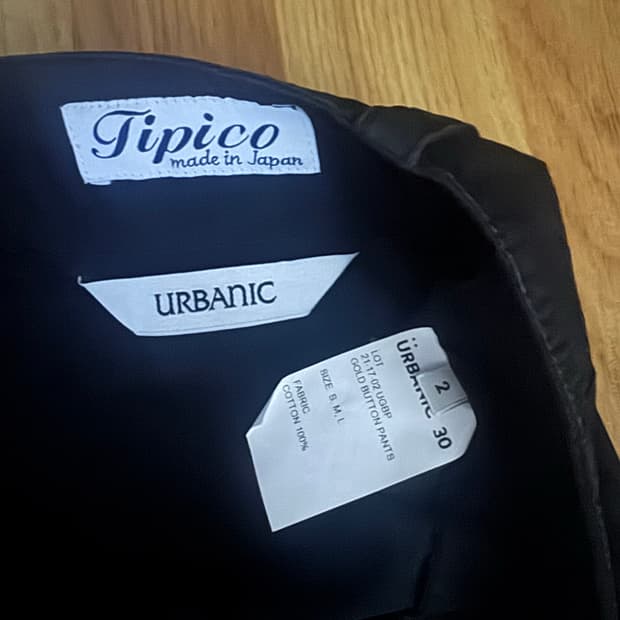 Tipico
made in Japan
URBANIC
ÜRBANIC 30
2
LOT
21-17 02 UGBP
GOLD BUTTON PANTS
SIZE S, M, L
FABRIC
COTTON 100%